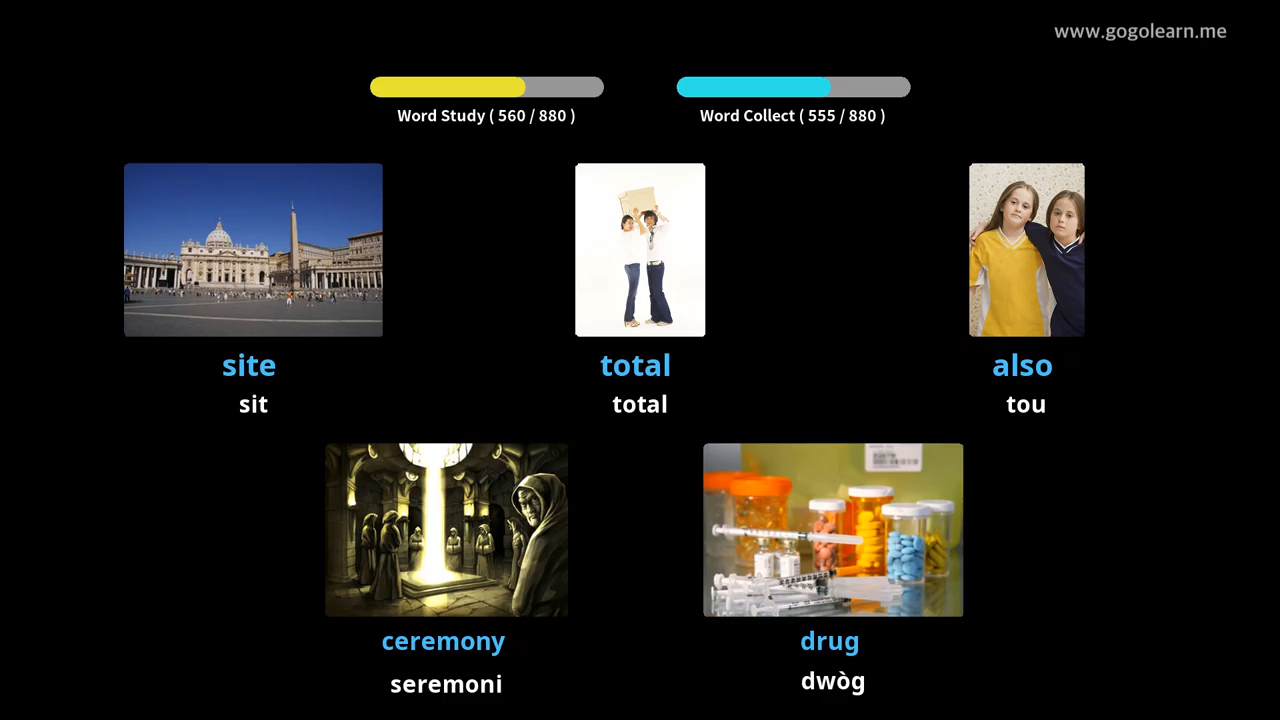 www.gogolearn.me
Word Study ( 560 / 880 )
Word Collect ( 555 / 880 )
site
sit
total
total
also
tou
ceremony
seremoni
drug
dwòg